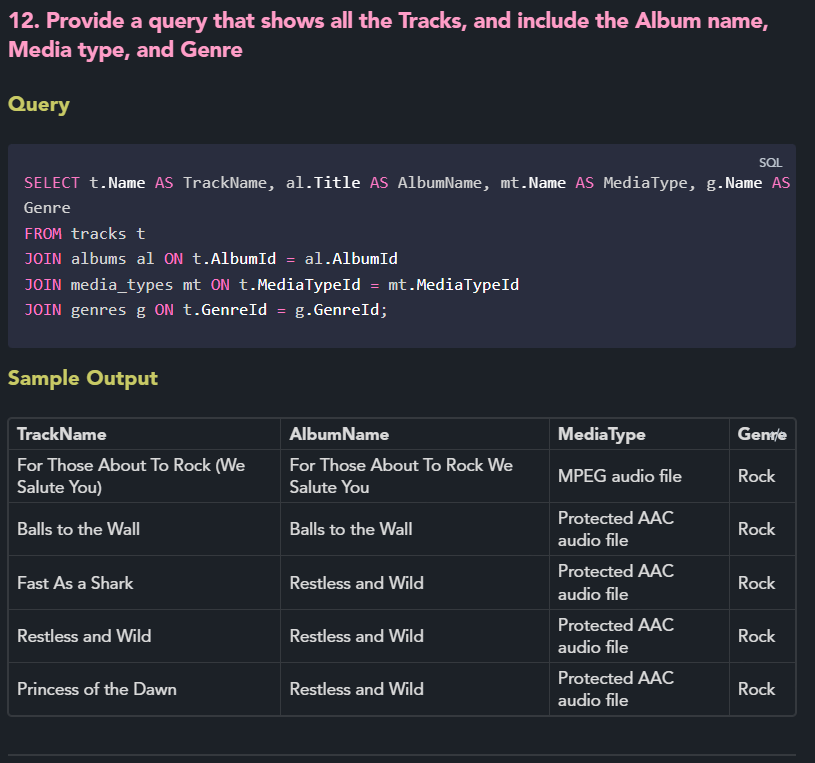 12. Provide a query that shows all the Tracks, and include the Album name,
Media type, and Genre
Query
SQL
SELECT t.Name AS TrackName, al.Title AS AlbumName, mt.Name AS MediaType, g.Name AS
Genre
FROM tracks t
JOIN albums al ON t.AlbumId = al.AlbumId
JOIN media_types mt ON t.MediaTypeId = mt.MediaTypeId
JOIN genres g ON t.GenreId = g.GenreId;
Sample Output
TrackName AlbumName MediaType Genre
For Those About To Rock (We
Salute You)
For Those About To Rock We
Salute You
MPEG audio file
Rock
Balls to the Wall
Balls to the Wall
Protected AAC
audio file
Rock
Fast As a Shark
Restless and Wild
Protected AAC
audio file
Rock
Restless and Wild
Restless and Wild
Protected AAC
audio file
Rock
Princess of the Dawn
Restless and Wild
Protected AAC
audio file
Rock